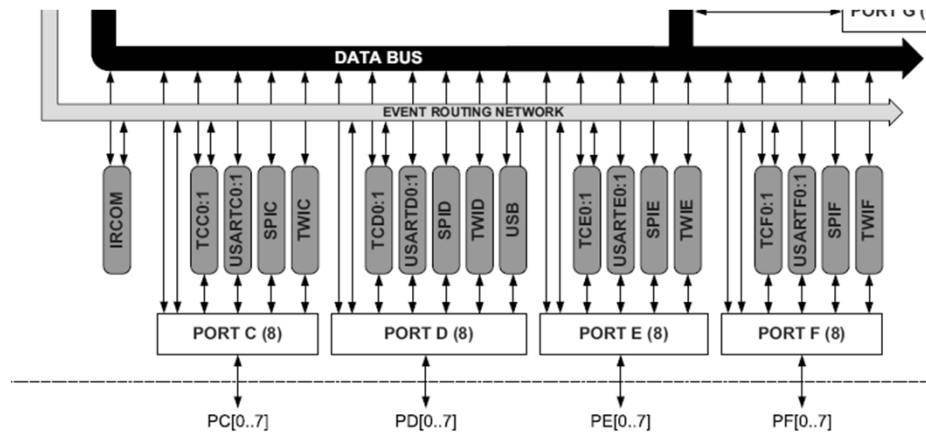 PORT G (
DATA BUS
EVENT ROUTING NETWORK
IRCOM
TCC0:1
USARTC0:1
SPIC
TWIC
TCD0:1
USARTD0:1
SPID
TWID
USB
TCE0:1
USARTE0:1
SPIE
TWIE
TCF0:1
USARTF0:1
SPIF
TWIF
PORT C (8)
PORT D (8)
PORT E (8)
PORT F (8)
PC[0..7]
PD[0..7]
PE[0..7]
PF[0..7]